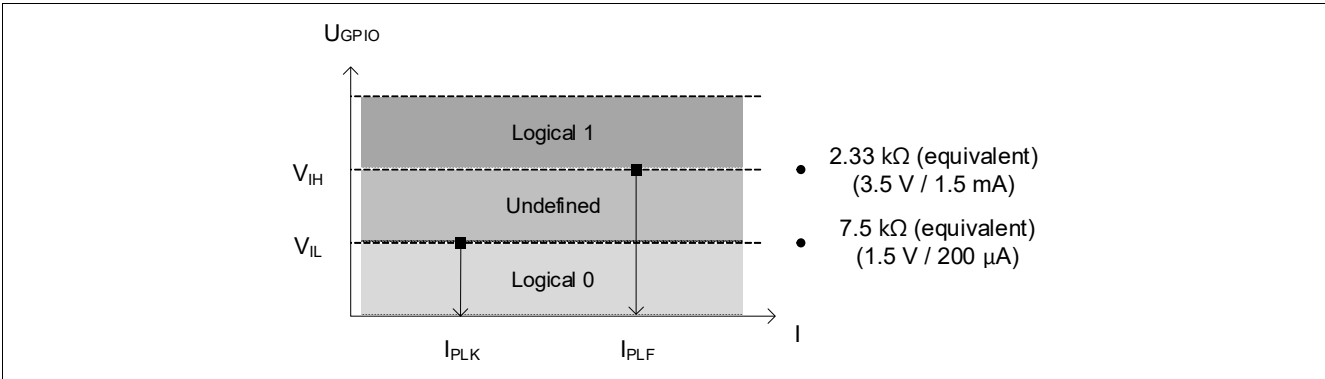 UGPIO
Logical 1
VIH
2.33 kΩ (equivalent)
(3.5 V / 1.5 mA)
Undefined
VIL
7.5 kΩ (equivalent)
(1.5 V / 200 µA)
Logical 0
I
IPLK
IPLF